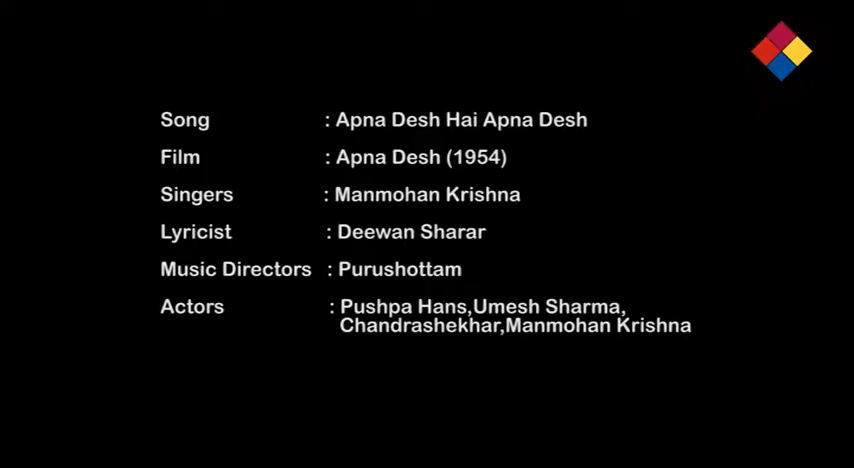 Song : Apna Desh Hai Apna Desh
Film : Apna Desh (1954)
Singers : Manmohan Krishna
Lyricist : Deewan Sharar
Music Directors : Purushottam
Actors : Pushpa Hans,Umesh Sharma,
Chandrashekhar,Manmohan Krishna